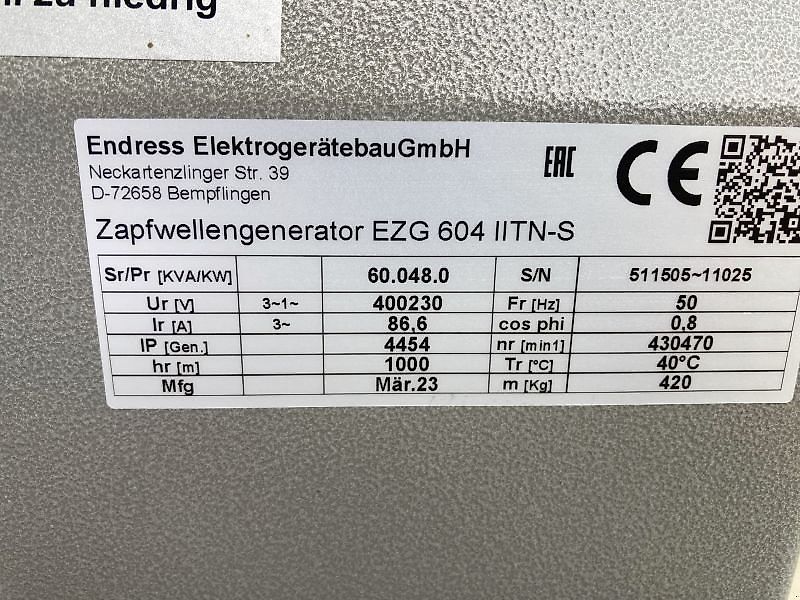 zu niedrig
Endress ElektrogerätebauGmbH
EAC CE
Neckartenzlinger Str. 39
D-72658 Bempflingen
Zapfwellengenerator EZG 604 IITN-S
Sr/Pr [KVA/KW] 60.048.0 S/N 511505~11025
Ur [V] 3~1~ 400230 Fr [Hz] 50
Ir [A] 3~ 86,6 cos phi 0,8
IP [Gen.] 4454 nr [min1] 430470
hr [m] 1000 Tr [°C] 40°C
Mfg Mär.23 m [Kg] 420